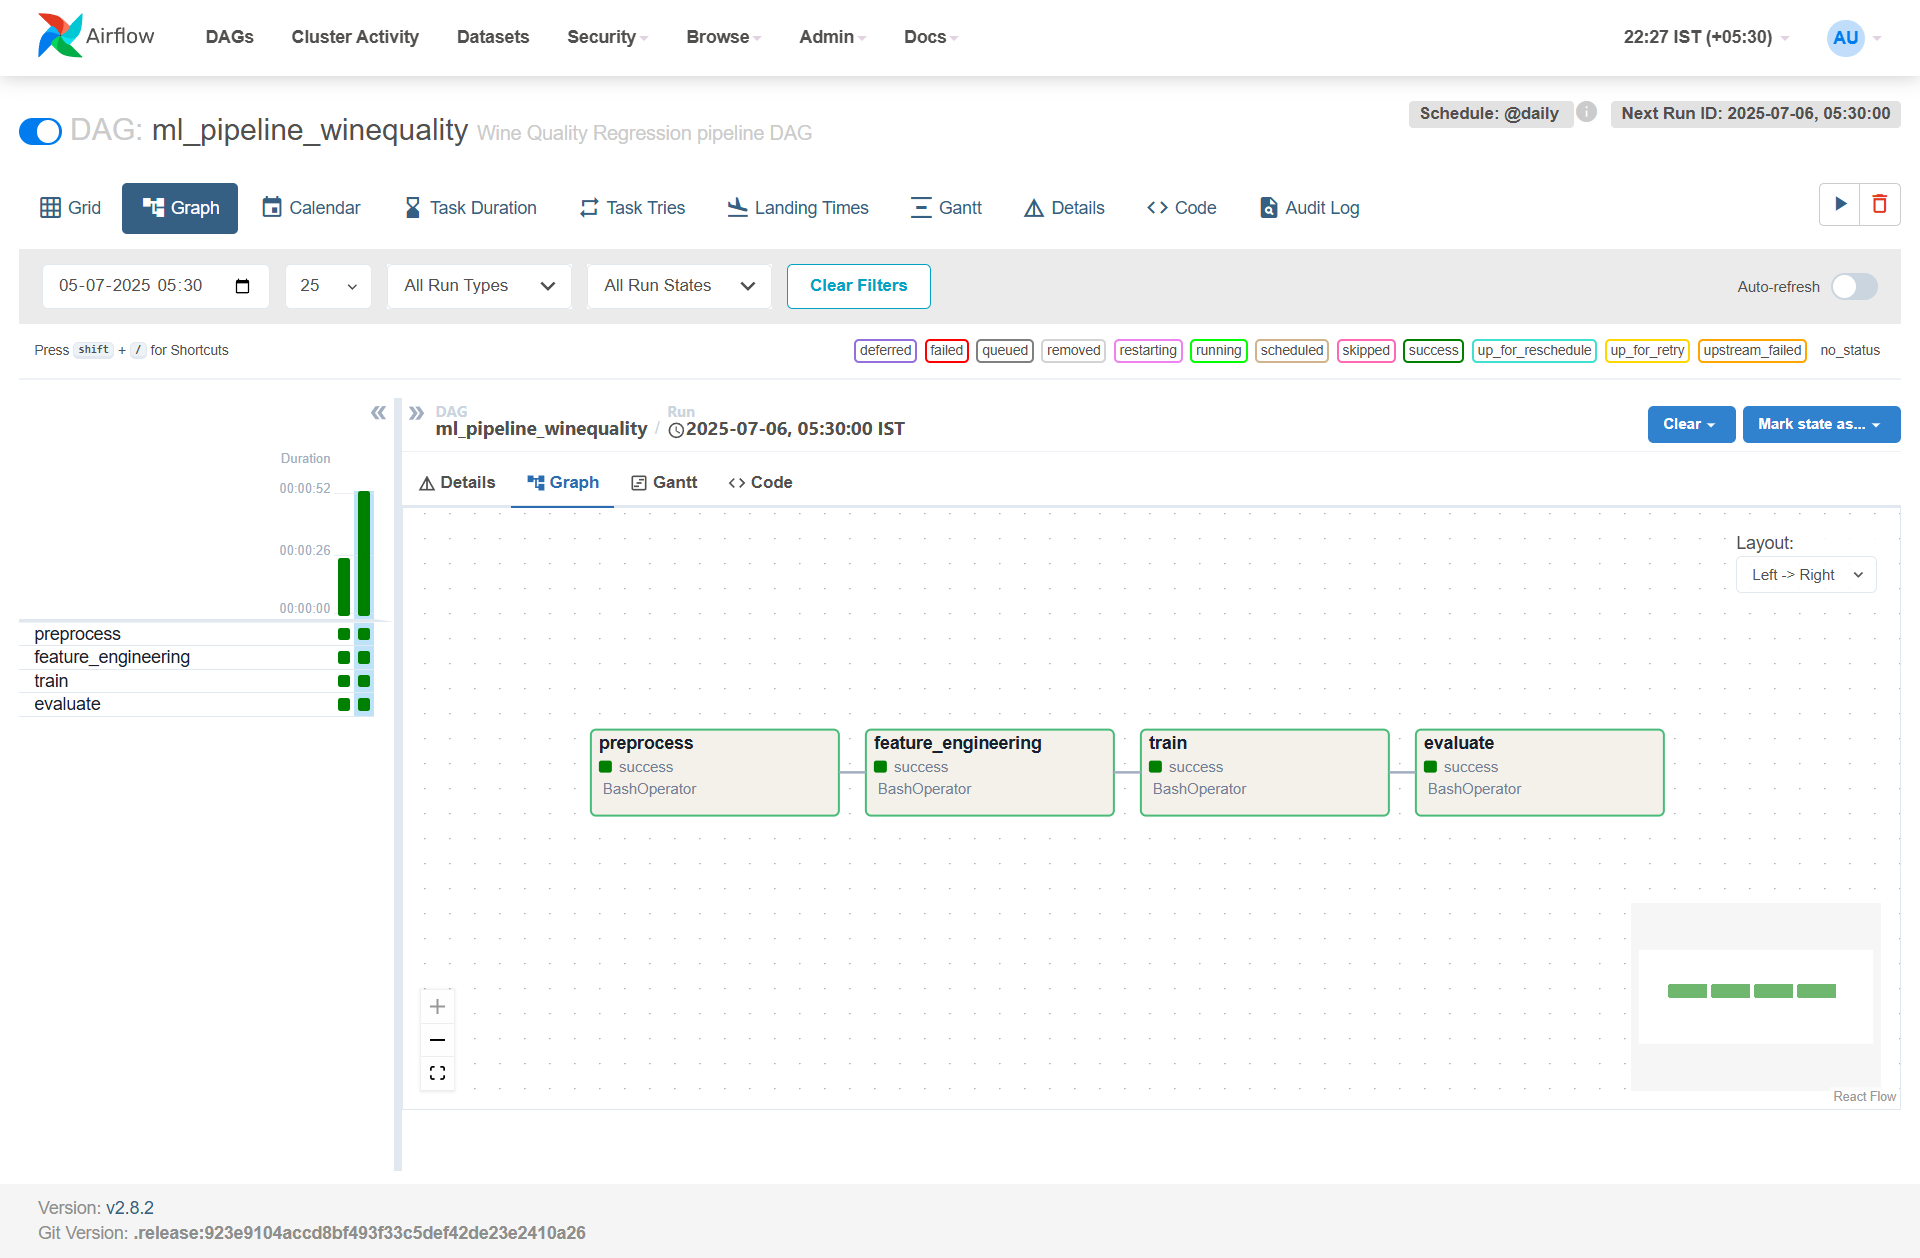 Airflow DAGs Cluster Activity Datasets Security Browse Admin Docs 22:27 IST (+05:30) AU
DAG: ml_pipeline_winequality Wine Quality Regression pipeline DAG
Schedule: @daily i Next Run ID: 2025-07-06, 05:30:00
Grid Graph Calendar Task Duration Task Tries Landing Times Gantt Details Code Audit Log
05-07-2025 05:30 25 All Run Types All Run States Clear Filters Auto-refresh
Press shift + / for Shortcuts
deferred failed queued removed restarting running scheduled skipped success up_for_reschedule up_for_retry upstream_failed no_status
Duration
00:00:52
00:00:26
00:00:00
preprocess
feature_engineering
train
evaluate
DAG
ml_pipeline_winequality /
Run
2025-07-06, 05:30:00 IST
Clear Mark state as...
Details Graph Gantt Code
Layout:
Left -> Right
preprocess
success
BashOperator
feature_engineering
success
BashOperator
train
success
BashOperator
evaluate
success
BashOperator
React Flow
Version: v2.8.2
Git Version: .release:923e9104accd8bf493f33c5def42de23e2410a26